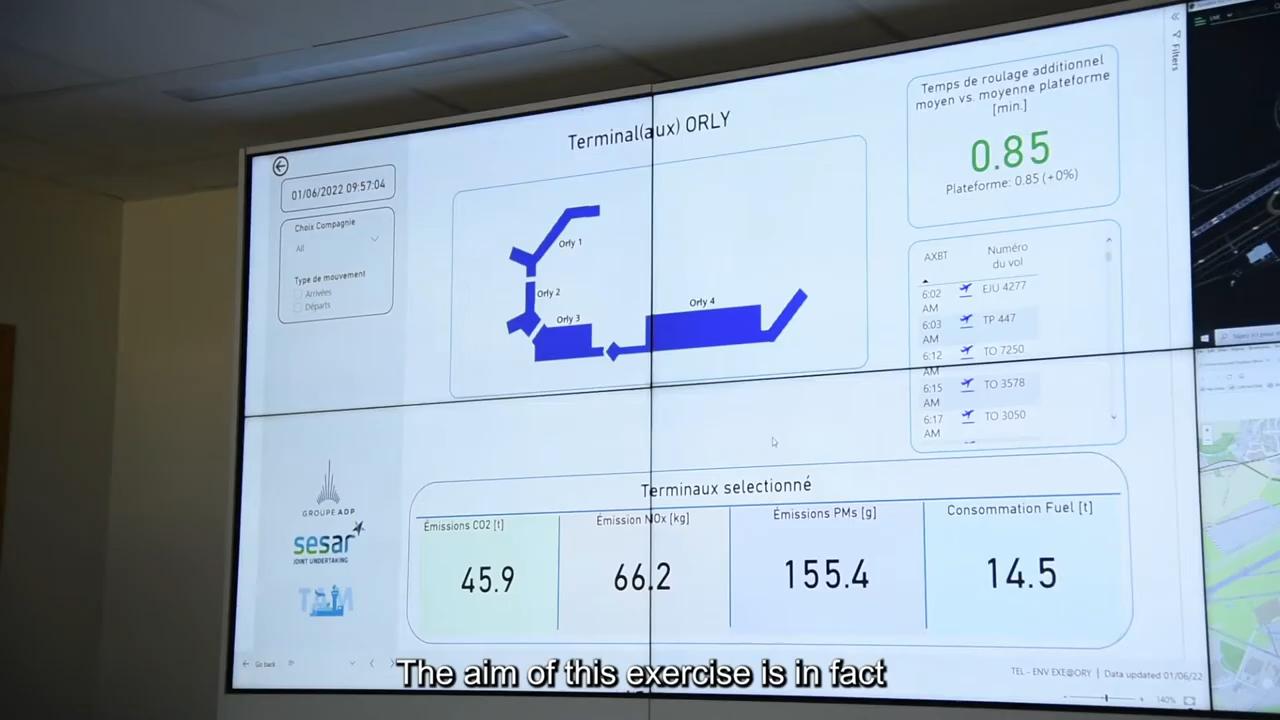 Terminal(aux) ORLY
01/06/2022 09:57:04
Choix Compagnie
All
Type de mouvement
Arrivées
Départs
Orly 1
Orly 2
Orly 3
Orly 4
Temps de roulage additionnel
moyen vs. moyenne plateforme
[min.]
0.85
Plateforme: 0.85 (+0%)
Filters
AXBT Numéro
du vol
6:02 AM EJU 4277
6:03 AM TP 447
6:12 AM TO 7250
6:15 AM TO 3578
6:17 AM TO 3050
Terminaux selectionné
Émissions CO2 [t] Émission NOx [kg] Émissions PMs [g] Consommation Fuel [t]
45.9 66.2 155.4 14.5
GROUPE ADP
sesar
JOINT UNDERTAKING
TAM
Go back
TEL - ENV EXE@ORY | Data updated 01/06/22
140%
The aim of this exercise is in fact